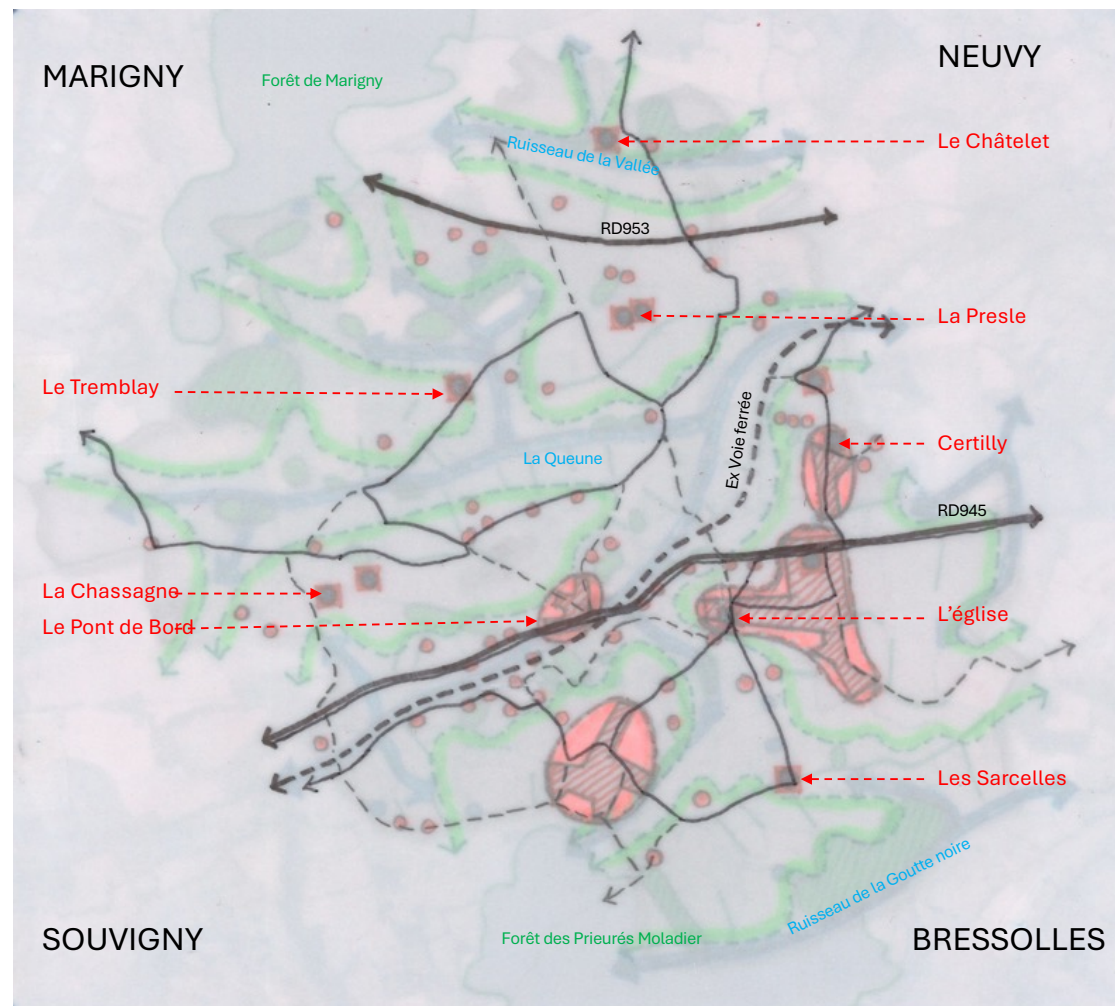 MARIGNY
NEUVY
Forêt de Marigny
Le Châtelet
Ruisseau de la Vallée
RD953
La Presle
Le Tremblay
Ex Voie ferrée
Certilly
La Queune
RD945
La Chassagne
Le Pont de Bord
L'église
Les Sarcelles
Ruisseau de la Goutte noire
SOUVIGNY
Forêt des Prieurés Moladier
BRESSOLLES